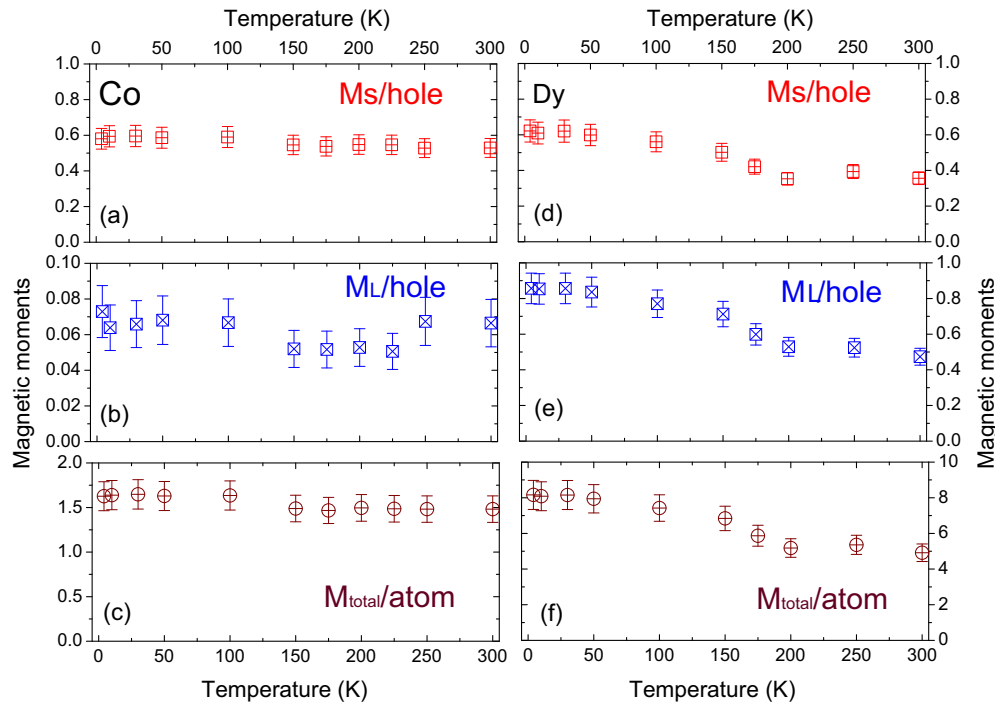 Temperature (K)
0 50 100 150 200 250 300
Temperature (K)
0 50 100 150 200 250 300
1.0
0.8
0.6
0.4
0.2
0.0
Co
Ms/hole
(a)
Dy
Ms/hole
(d)
1.0
0.8
0.6
0.4
0.2
0.0
Magnetic moments
0.10
0.08
0.06
0.04
0.02
0.00
ML/hole
(b)
ML/hole
(e)
1.0
0.8
0.6
0.4
0.2
0.0
Magnetic moments
2.0
1.5
1.0
0.5
0.0
(c)
Mtotal/atom
(f)
Mtotal/atom
10
8
6
4
2
0
0 50 100 150 200 250 300
Temperature (K)
0 50 100 150 200 250 300
Temperature (K)